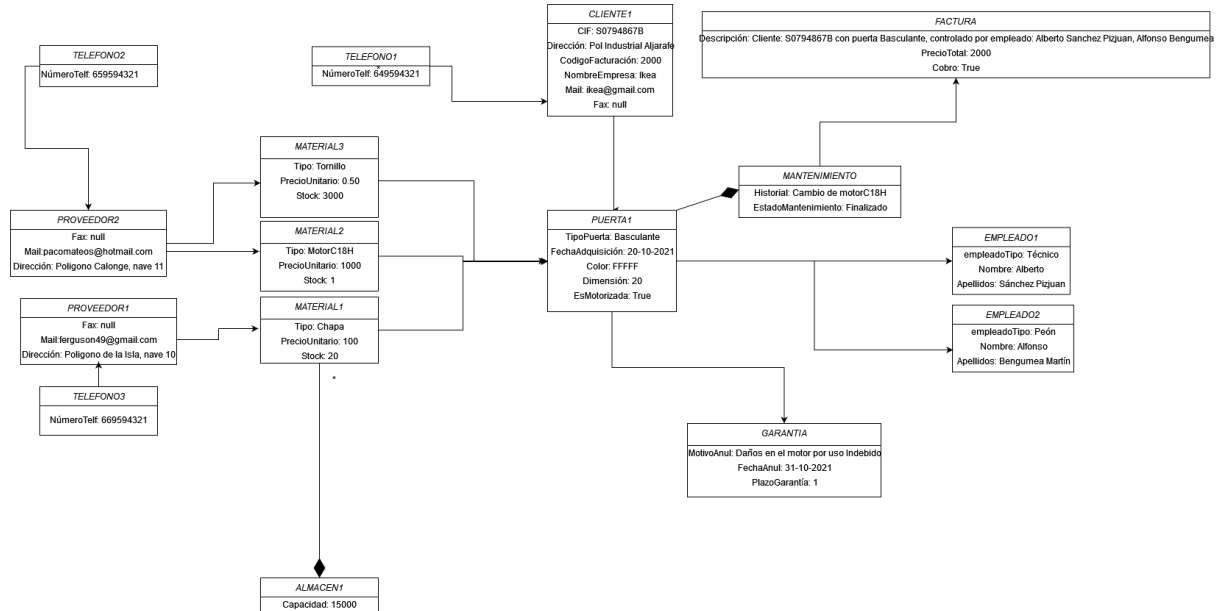 CLIENTE1
CIF: S0794867B
Dirección: Pol Industrial Aljarafe
CodigoFacturación: 2000
NombreEmpresa: Ikea
Mail: ikea@gmail.com
Fax: null
FACTURA
Descripción: Cliente: S0794867B con puerta Basculante, controlado por empleado: Alberto Sanchez Pizjuan, Alfonso Bengumea
PrecioTotal: 2000
Cobro: True
TELEFONO2
NúmeroTelf: 659594321
TELEFONO1
*
NúmeroTelf: 649594321
MATERIAL3
Tipo: Tornillo
PrecioUnitario: 0.50
Stock: 3000
MANTENIMIENTO
Historial: Cambio de motorC18H
EstadoMantenimiento: Finalizado
PROVEEDOR2
Fax: null
Mail:pacomateos@hotmail.com
Dirección: Poligono Calonge, nave 11
MATERIAL2
Tipo: MotorC18H
PrecioUnitario: 1000
Stock: 1
PUERTA1
TipoPuerta: Basculante
FechaAdquisición: 20-10-2021
Color: FFFFF
Dimensión: 20
EsMotorizada: True
EMPLEADO1
empleadoTipo: Técnico
Nombre: Alberto
Apellidos: Sánchez Pizjuan
PROVEEDOR1
Fax: null
Mail:ferguson49@gmail.com
Dirección: Poligono de la Isla, nave 10
MATERIAL1
Tipo: Chapa
PrecioUnitario: 100
Stock: 20
*
EMPLEADO2
empleadoTipo: Peón
Nombre: Alfonso
Apellidos: Bengumea Martín
TELEFONO3
NúmeroTelf: 669594321
GARANTIA
MotivoAnul: Daños en el motor por uso Indebido
FechaAnul: 31-10-2021
PlazoGarantía: 1
ALMACEN1
Capacidad: 15000